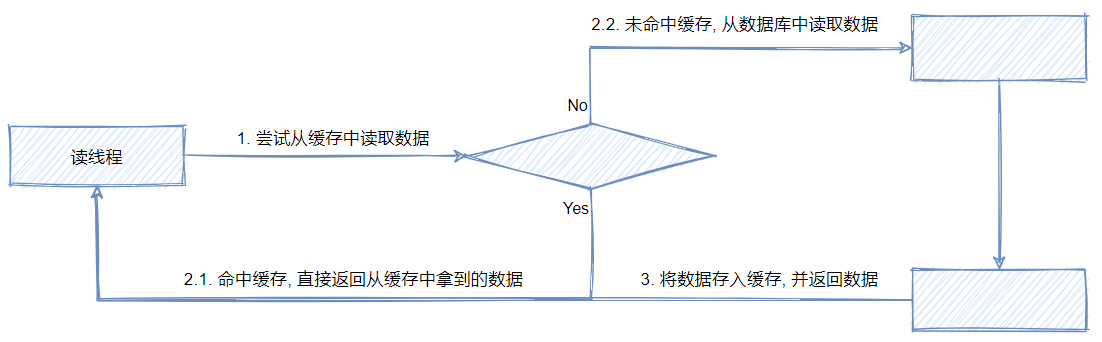 2.2. 未命中缓存, 从数据库中读取数据
No
1. 尝试从缓存中读取数据
读线程
Yes
2.1. 命中缓存, 直接返回从缓存中拿到的数据
3. 将数据存入缓存, 并返回数据